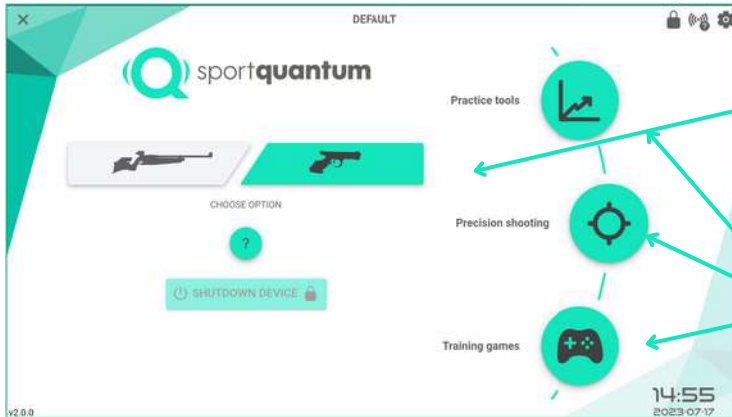 DEFAULT
sportquantum
Practice tools
CHOOSE OPTION
Precision shooting
?
SHUTDOWN DEVICE
Training games
14:55
v2.0.0
2023-07-17